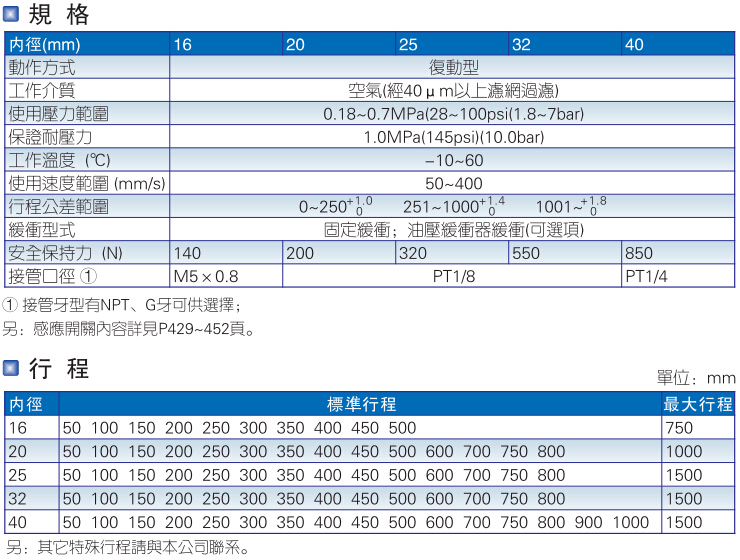 規 格
內徑(mm) 16 20 25 32 40
動作方式 復動型
工作介質 空氣(經40μm以上濾網過濾)
使用壓力範圍 0.18~0.7MPa(28~100psi(1.8~7bar)
保證耐壓力 1.0MPa(145psi)(10.0bar)
工作溫度 (℃) −10~60
使用速度範圍 (mm/s) 50~400
行程公差範圍 0~250+1.0 0 251~1000+1.4 0 1001~+1.8 0
緩衝型式 固定緩衝；油壓緩衝器緩衝(可選項)
安全保持力 (N) 140 200 320 550 850
接管口徑 ① M5×0.8 PT1/8 PT1/4
① 接管牙型有NPT、G牙可供選擇；
另：感應開關內容詳見P429~452頁。
行 程
單位：mm
內徑 標準行程 最大行程
16 50 100 150 200 250 300 350 400 450 500 750
20 50 100 150 200 250 300 350 400 450 500 600 700 750 800 1000
25 50 100 150 200 250 300 350 400 450 500 600 700 750 800 1500
32 50 100 150 200 250 300 350 400 450 500 600 700 750 800 1500
40 50 100 150 200 250 300 350 400 450 500 600 700 750 800 900 1000 1500
另：其它特殊行程請與本公司聯系。